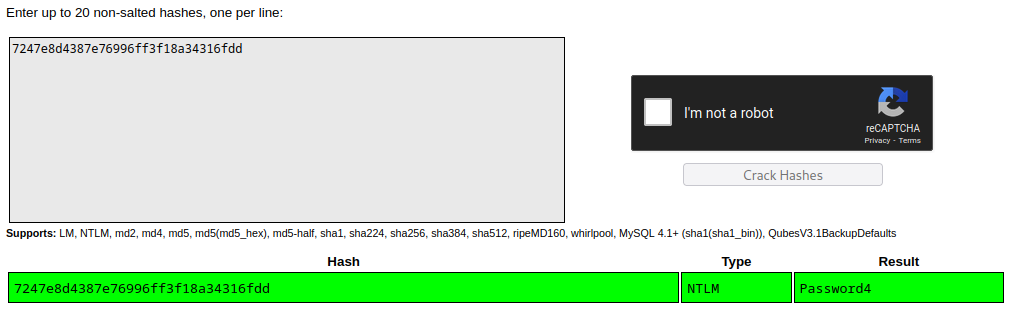 Enter up to 20 non-salted hashes, one per line:
7247e8d4387e76996ff3f18a34316fdd
I'm not a robot
reCAPTCHA
Privacy - Terms
Crack Hashes
Supports: LM, NTLM, md2, md4, md5, md5(md5_hex), md5-half, sha1, sha224, sha256, sha384, sha512, ripeMD160, whirlpool, MySQL 4.1+ (sha1(sha1_bin)), QubesV3.1BackupDefaults
Hash Type Result
7247e8d4387e76996ff3f18a34316fdd NTLM Password4